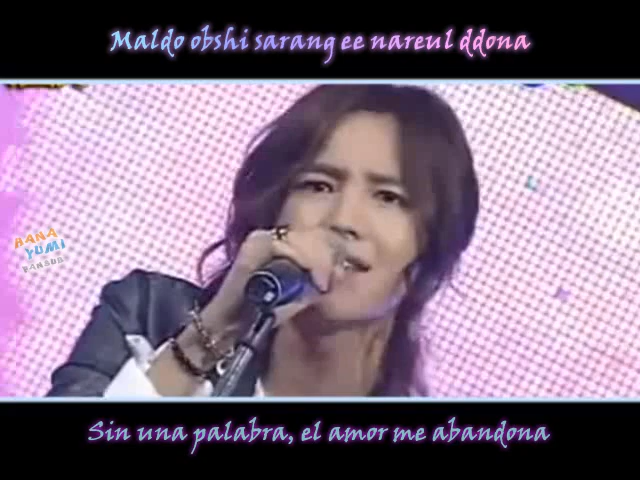 Maldo obshi sarang ee nareul ddona
HANA
YUMI
FANSUB
Sin una palabra, el amor me abandona